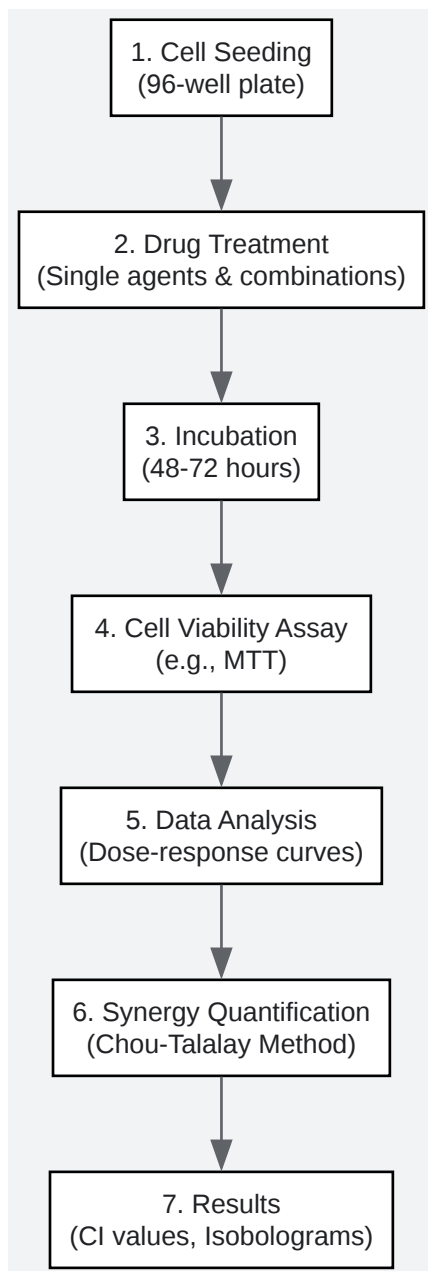 1. Cell Seeding
(96-well plate)
2. Drug Treatment
(Single agents & combinations)
3. Incubation
(48-72 hours)
4. Cell Viability Assay
(e.g., MTT)
5. Data Analysis
(Dose-response curves)
6. Synergy Quantification
(Chou-Talalay Method)
7. Results
(CI values, Isobolograms)